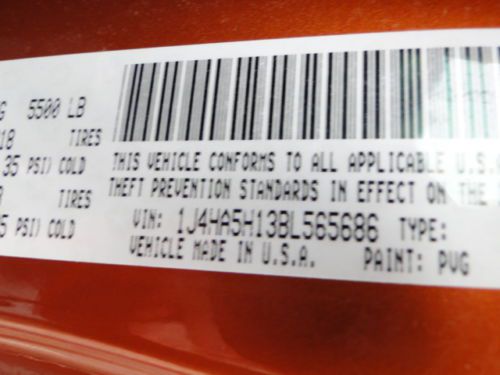 G 5500 LB
18 TIRES
35 PSI) COLD
TIRES
5 PSI) COLD
THIS VEHICLE CONFORMS TO ALL APPLICABLE U.S.
THEFT PREVENTION STANDARDS IN EFFECT ON THE
VIN: 1J4HA5H13BL565686 TYPE:
VEHICLE MADE IN U.S.A. PAINT: PVG